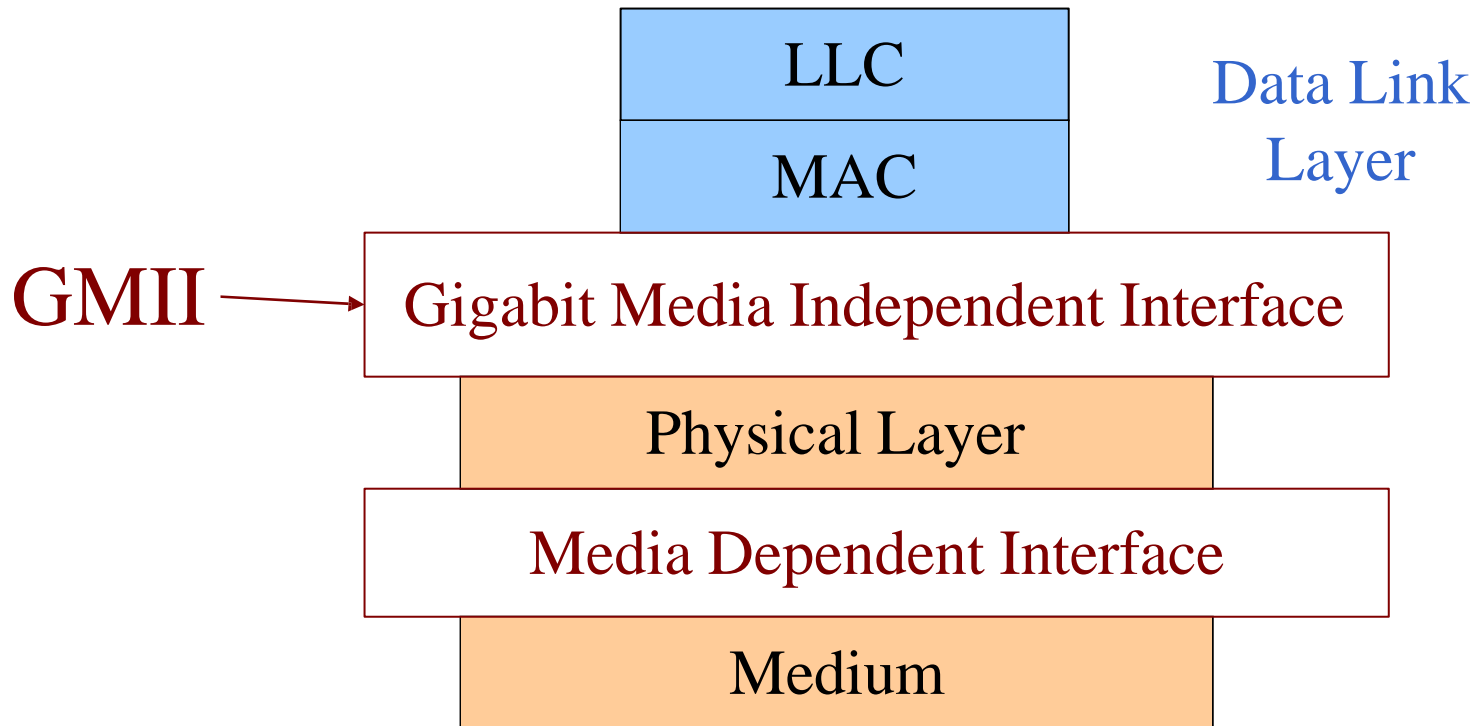 LLC
Data Link
Layer
MAC
GMII
Gigabit Media Independent Interface
Physical Layer
Media Dependent Interface
Medium